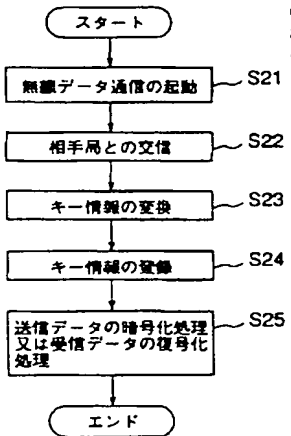 スタート
無線データ通信の起動
S21
相手局との交信
S22
キー情報の変換
S23
キー情報の登録
S24
送信データの暗号化処理
又は受信データの復号化
処理
S25
エンド